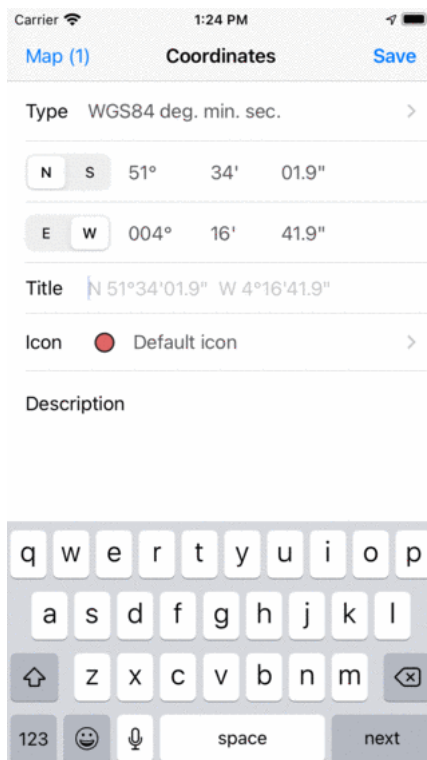 Carrier 1:24 PM
Map (1) Coordinates Save
Type WGS84 deg. min. sec.
N S 51° 34' 01.9"
E W 004° 16' 41.9"
Title N 51°34'01.9" W 4°16'41.9"
Icon Default icon
Description
q w e r t y u i o p
a s d f g h j k l
z x c v b n m
123 space next